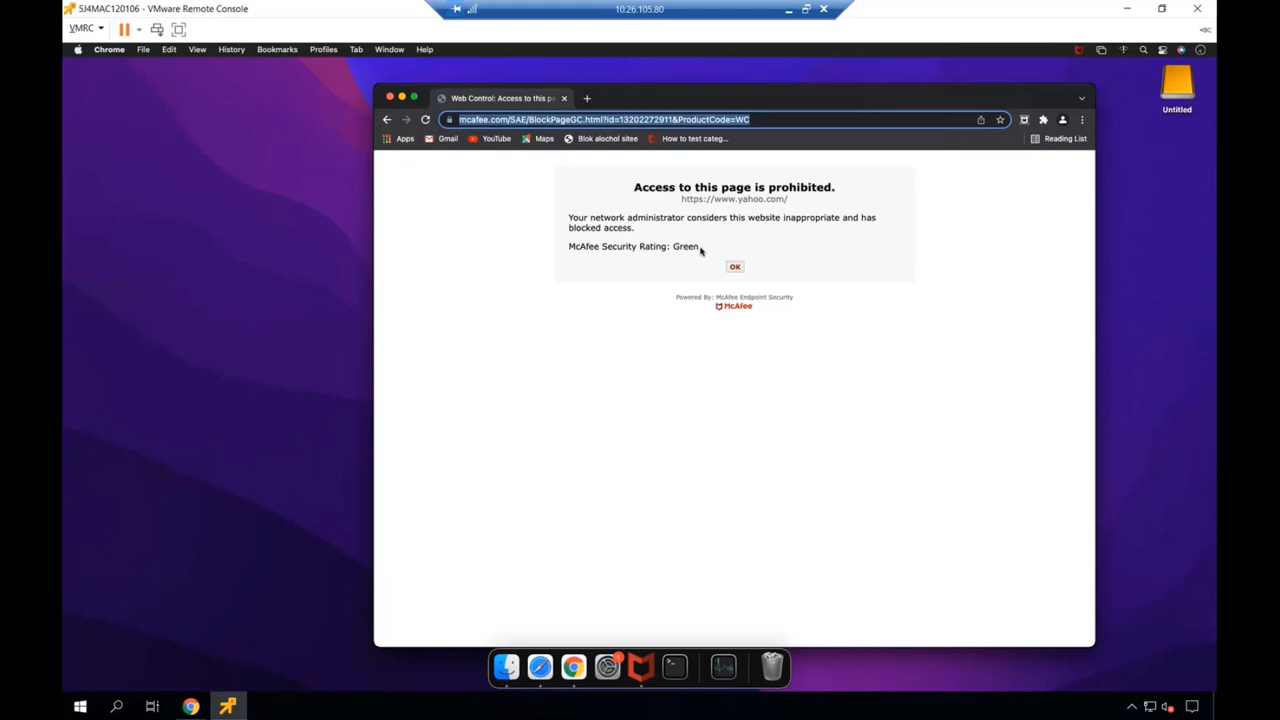 5J4MAC120106 - VMware Remote Console
10.26.105.80
VMRC
Chrome File Edit View History Bookmarks Profiles Tab Window Help
Untitled
Web Control: Access to this pa
mcafee.com/SAE/BlockPageGC.html?id=13202272911&ProductCode=WC
Apps Gmail YouTube Maps Blok alochol sitee How to test categ... Reading List
Access to this page is prohibited.
https://www.yahoo.com/
Your network administrator considers this website inappropriate and has
blocked access.
McAfee Security Rating: Green
OK
Powered By: McAfee Endpoint Security
McAfee